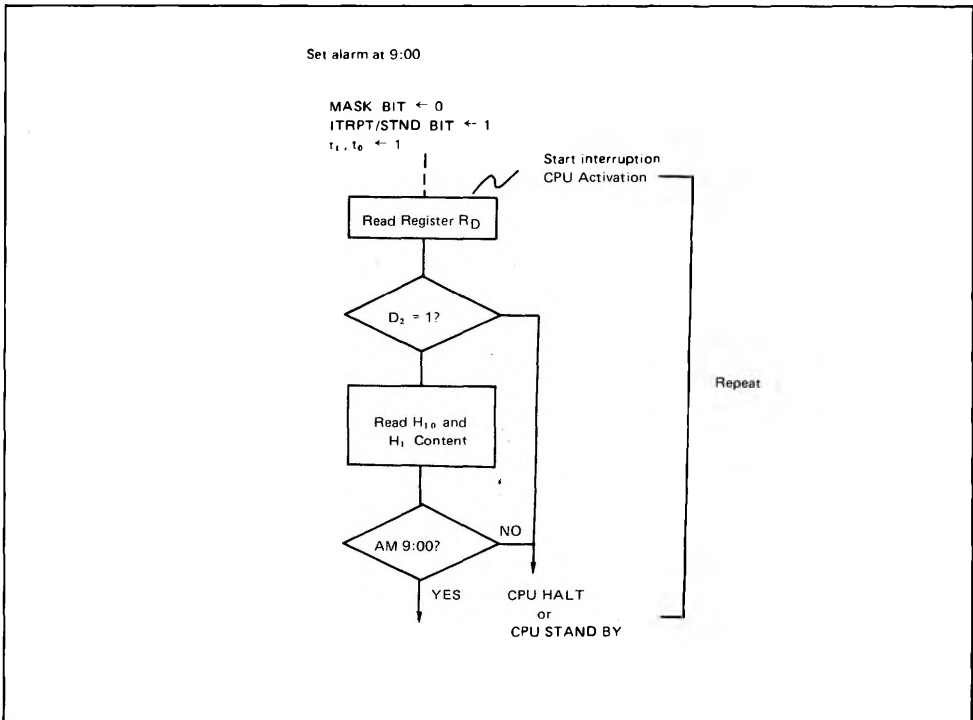 Set alarm at 9:00
MASK BIT ← 0
ITRPT/STND BIT ← 1
t₁, t₀ ← 1
Start interruption
CPU Activation
Read Register R_D
D₂ = 1?
Read H₁₀ and
H₁ Content
Repeat
AM 9:00?
NO
YES
CPU HALT
or
CPU STAND BY